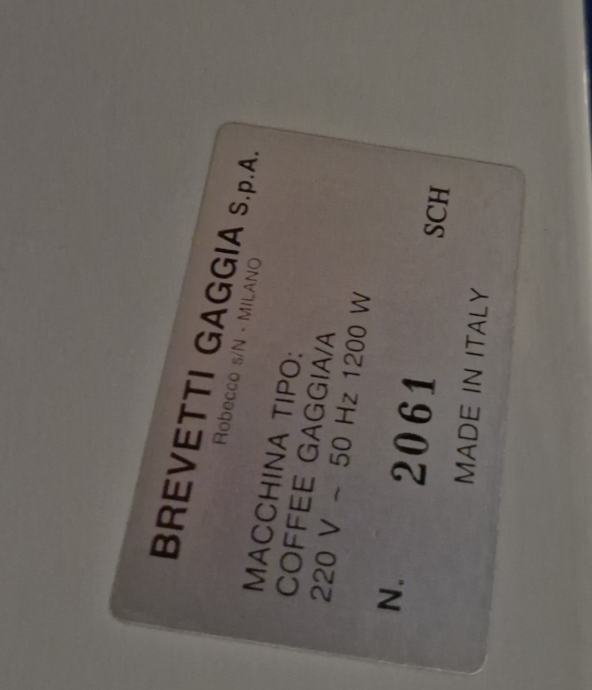 BREVETTI GAGGIA S.p.A.
Robecco s/N - MILANO
MACCHINA TIPO:
COFFEE GAGGIA/A
220 V ~ 50 Hz 1200 W
N. 2061 SCH
MADE IN ITALY